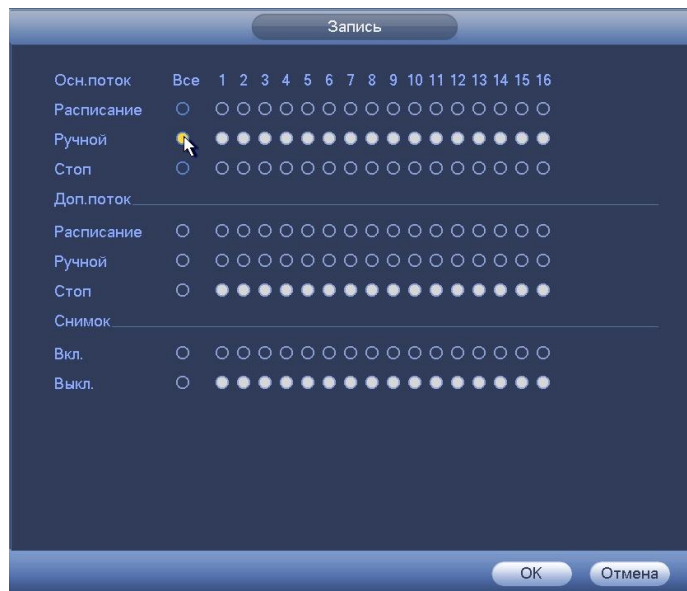 Запись
Осн.поток Все 1 2 3 4 5 6 7 8 9 10 11 12 13 14 15 16
Расписание
Ручной
Стоп
Доп.поток
Расписание
Ручной
Стоп
Снимок
Вкл.
Выкл.
OK Отмена